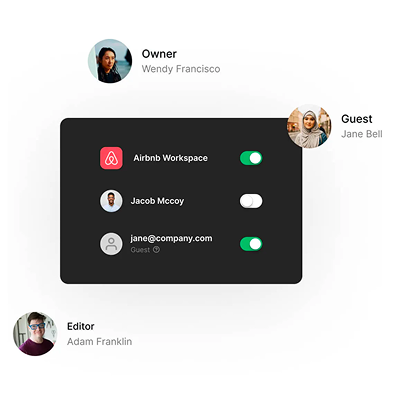 Owner
Wendy Francisco
Guest
Jane Bell
Airbnb Workspace
Jacob Mccoy
jane@company.com
Guest ?
Editor
Adam Franklin